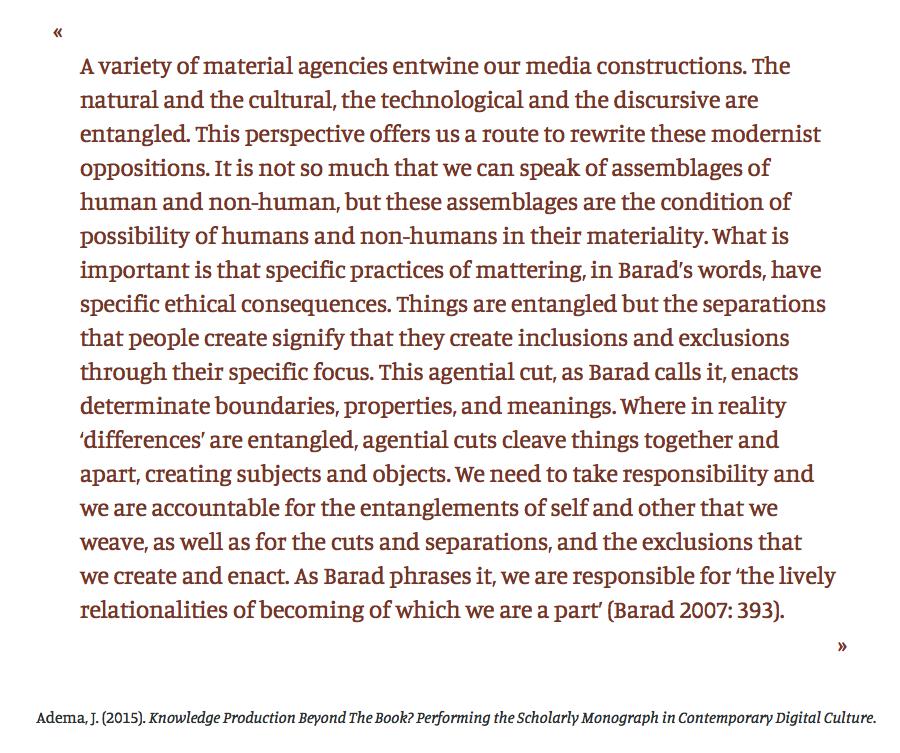 «
A variety of material agencies entwine our media constructions. The
natural and the cultural, the technological and the discursive are
entangled. This perspective offers us a route to rewrite these modernist
oppositions. It is not so much that we can speak of assemblages of
human and non-human, but these assemblages are the condition of
possibility of humans and non-humans in their materiality. What is
important is that specific practices of mattering, in Barad’s words, have
specific ethical consequences. Things are entangled but the separations
that people create signify that they create inclusions and exclusions
through their specific focus. This agential cut, as Barad calls it, enacts
determinate boundaries, properties, and meanings. Where in reality
‘differences’ are entangled, agential cuts cleave things together and
apart, creating subjects and objects. We need to take responsibility and
we are accountable for the entanglements of self and other that we
weave, as well as for the cuts and separations, and the exclusions that
we create and enact. As Barad phrases it, we are responsible for ‘the lively
relationalities of becoming of which we are a part’ (Barad 2007: 393).
»
Adema, J. (2015). Knowledge Production Beyond The Book? Performing the Scholarly Monograph in Contemporary Digital Culture.